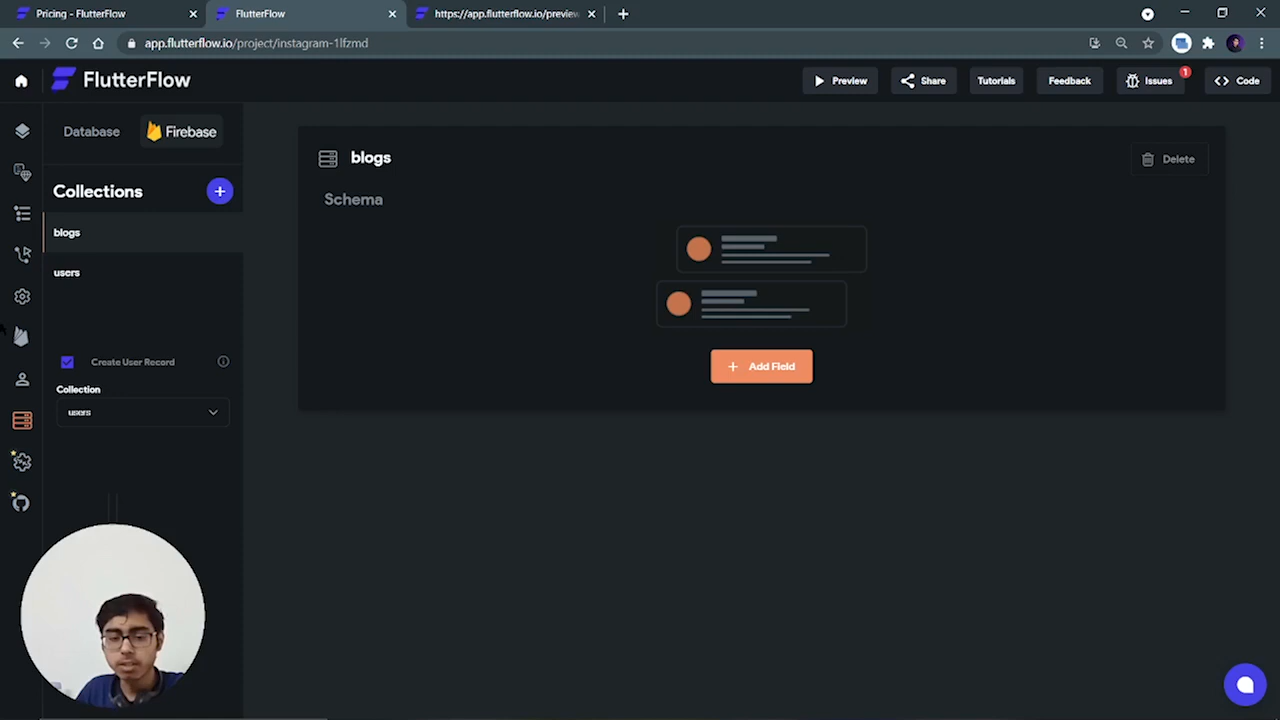 Pricing - FlutterFlow
FlutterFlow
https://app.flutterflow.io/preview
app.flutterflow.io/project/instagram-1lfzmd
FlutterFlow
Preview
Share
Tutorials
Feedback
Issues
1
Code
Database
Firebase
Collections
blogs
users
Create User Record
Collection
users
blogs
Delete
Schema
Add Field